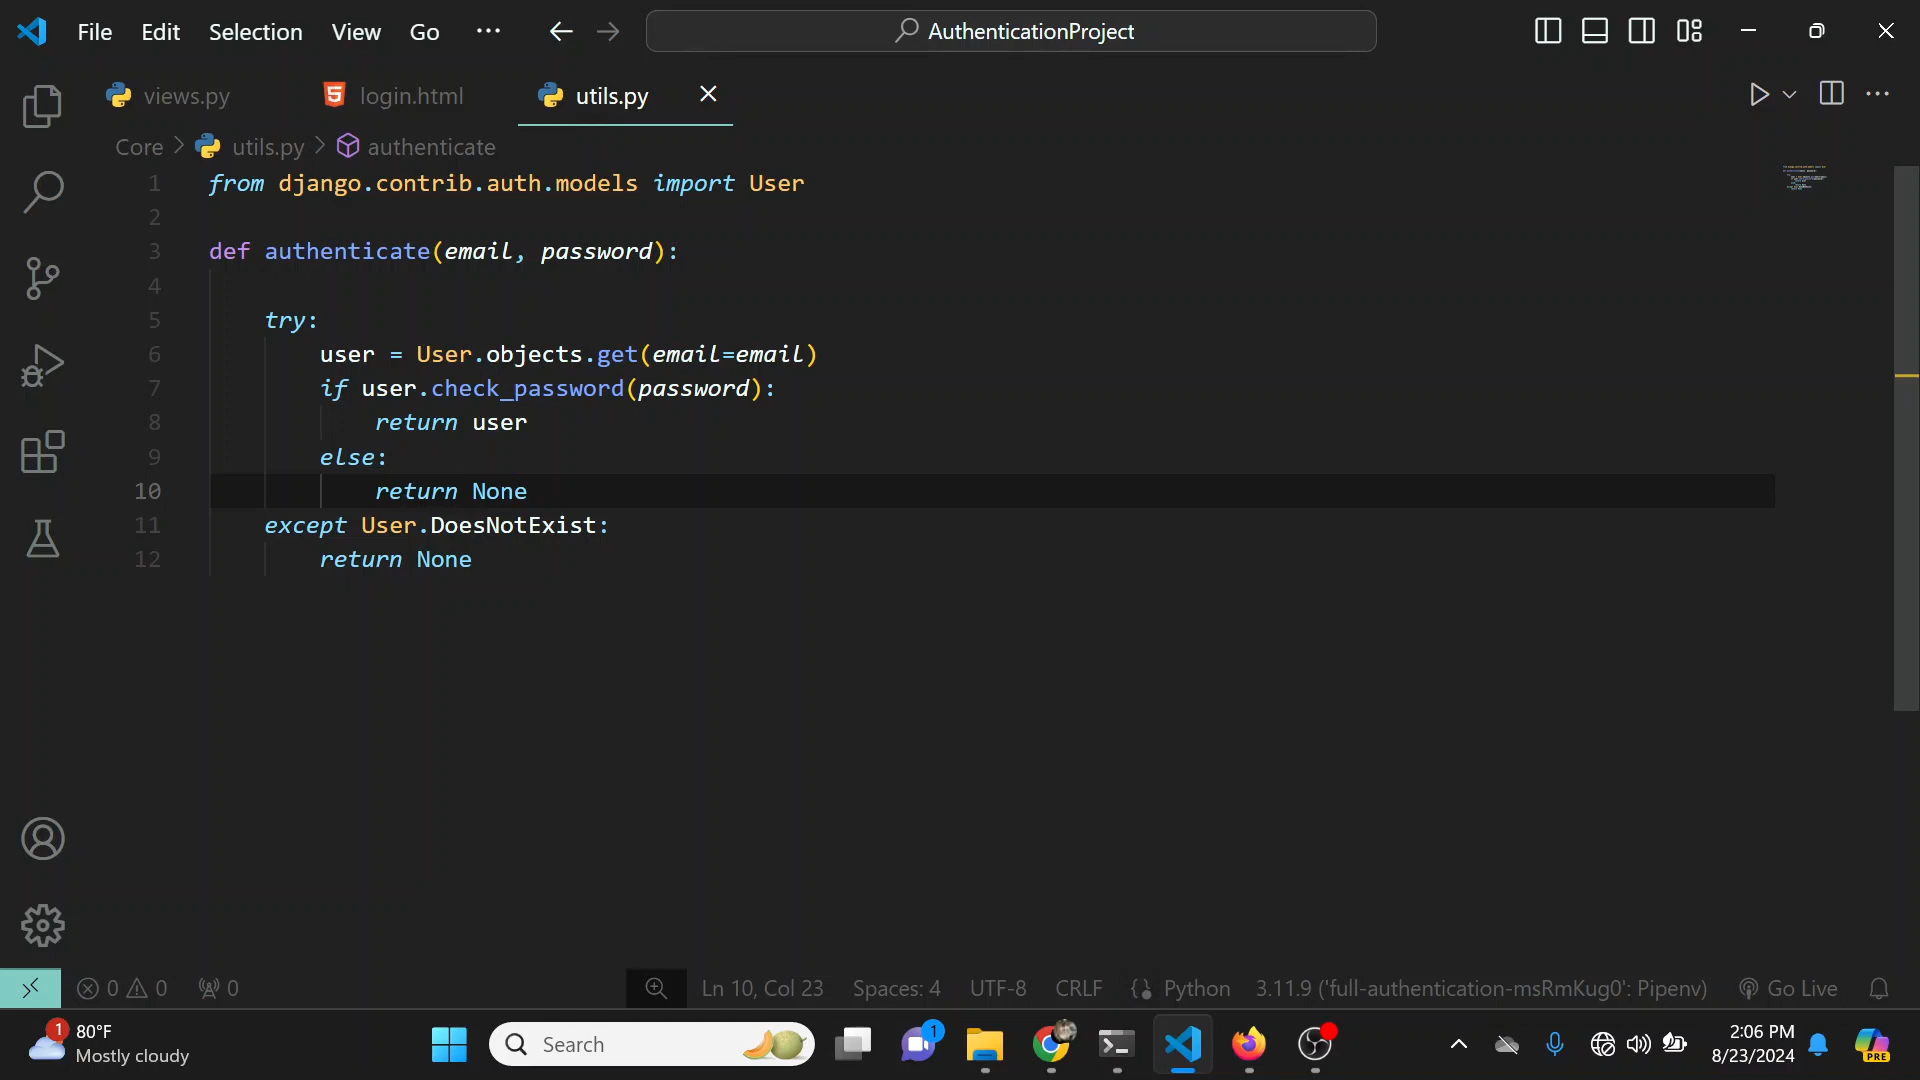 File Edit Selection View Go ··· AuthenticationProject
views.py login.html utils.py
Core > utils.py > authenticate
1 from django.contrib.auth.models import User
2
3 def authenticate(email, password):
4
5 try:
6 user = User.objects.get(email=email)
7 if user.check_password(password):
8 return user
9 else:
10 return None
11 except User.DoesNotExist:
12 return None
0 0 0 Ln 10, Col 23 Spaces: 4 UTF-8 CRLF Python 3.11.9 ('full-authentication-msRmKug0': Pipenv) Go Live
1 80°F
Mostly cloudy
Search
1
2:06 PM
8/23/2024
PRE